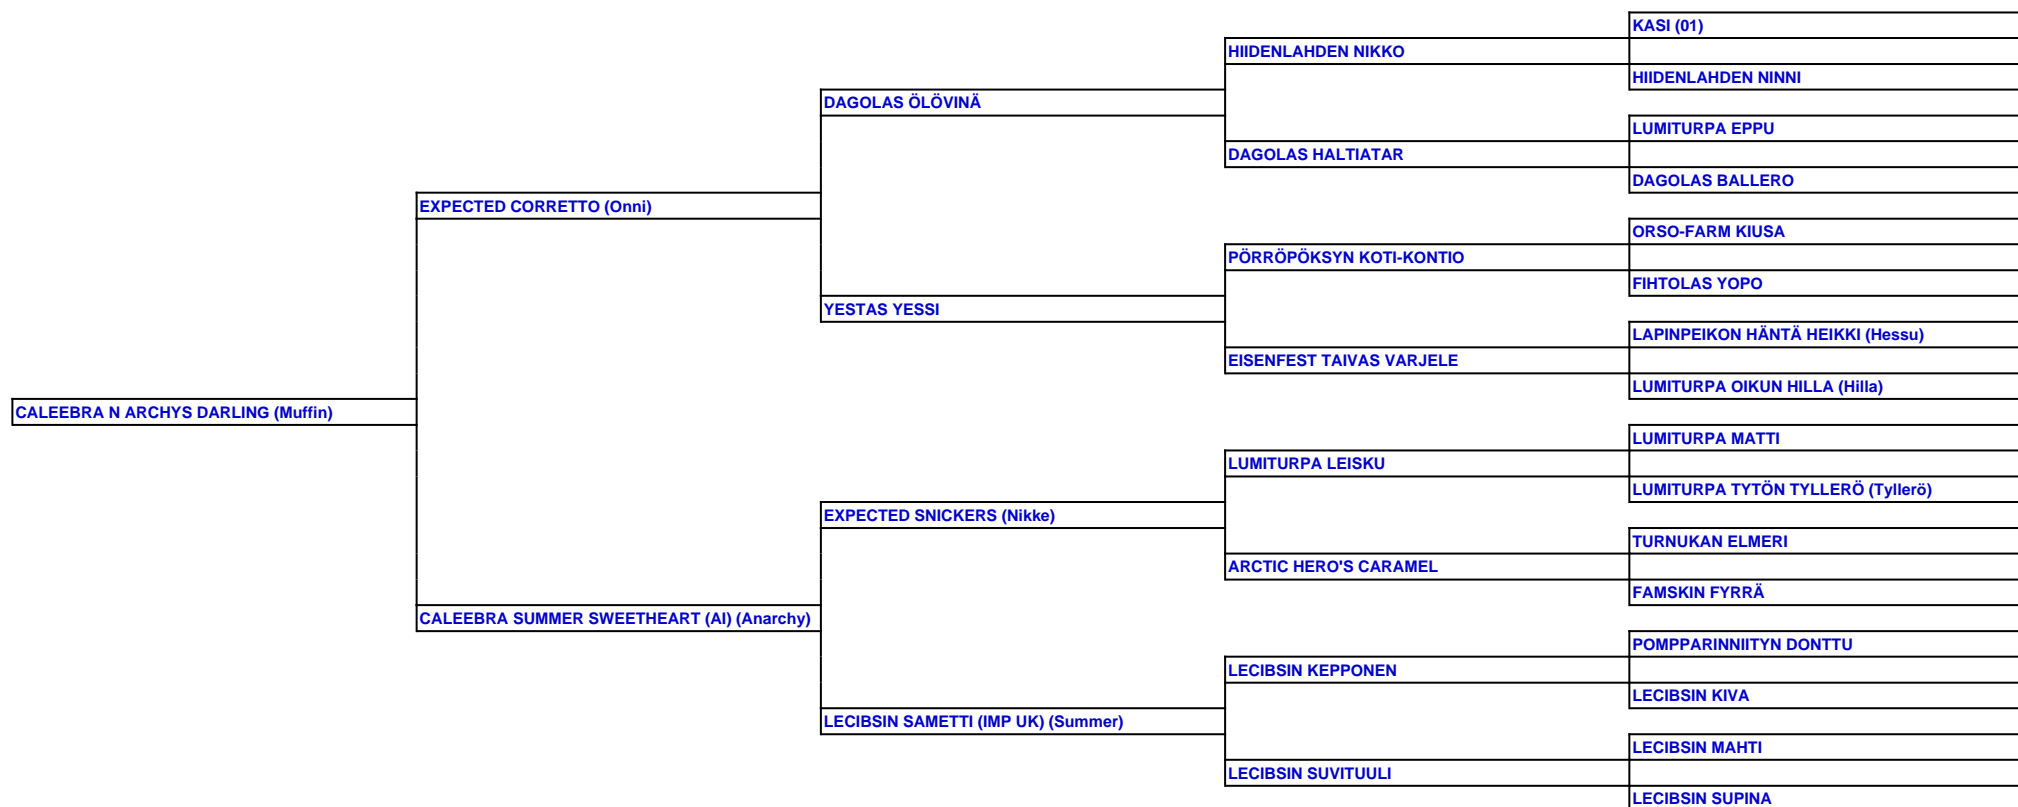 KASI (01)
HIIDENLAHDEN NIKKO
HIIDENLAHDEN NINNI
DAGOLAS ÖLÖVINÄ
LUMITURPA EPPU
DAGOLAS HALTIATAR
DAGOLAS BALLERO
EXPECTED CORRETTO (Onni)
ORSO-FARM KIUSA
PÖRRÖPÖKSYN KOTI-KONTIO
FIHTOLAS YOPO
YESTAS YESSI
LAPINPEIKON HÄNTÄ HEIKKI (Hessu)
EISENFEST TAIVAS VARJELE
LUMITURPA OIKUN HILLA (Hilla)
CALEEBRA N ARCHYS DARLING (Muffin)
LUMITURPA MATTI
LUMITURPA LEISKU
LUMITURPA TYTÖN TYLLERÖ (Tyllerö)
EXPECTED SNICKERS (Nikke)
TURNUKAN ELMERI
ARCTIC HERO'S CARAMEL
FAMSKIN FYRRÄ
CALEEBRA SUMMER SWEETHEART (AI) (Anarchy)
POMPPARINNIITYN DONTTU
LECIBSIN KEPPONEN
LECIBSIN KIVA
LECIBSIN SAMETTI (IMP UK) (Summer)
LECIBSIN MAHTI
LECIBSIN SUVITUULI
LECIBSIN SUPINA